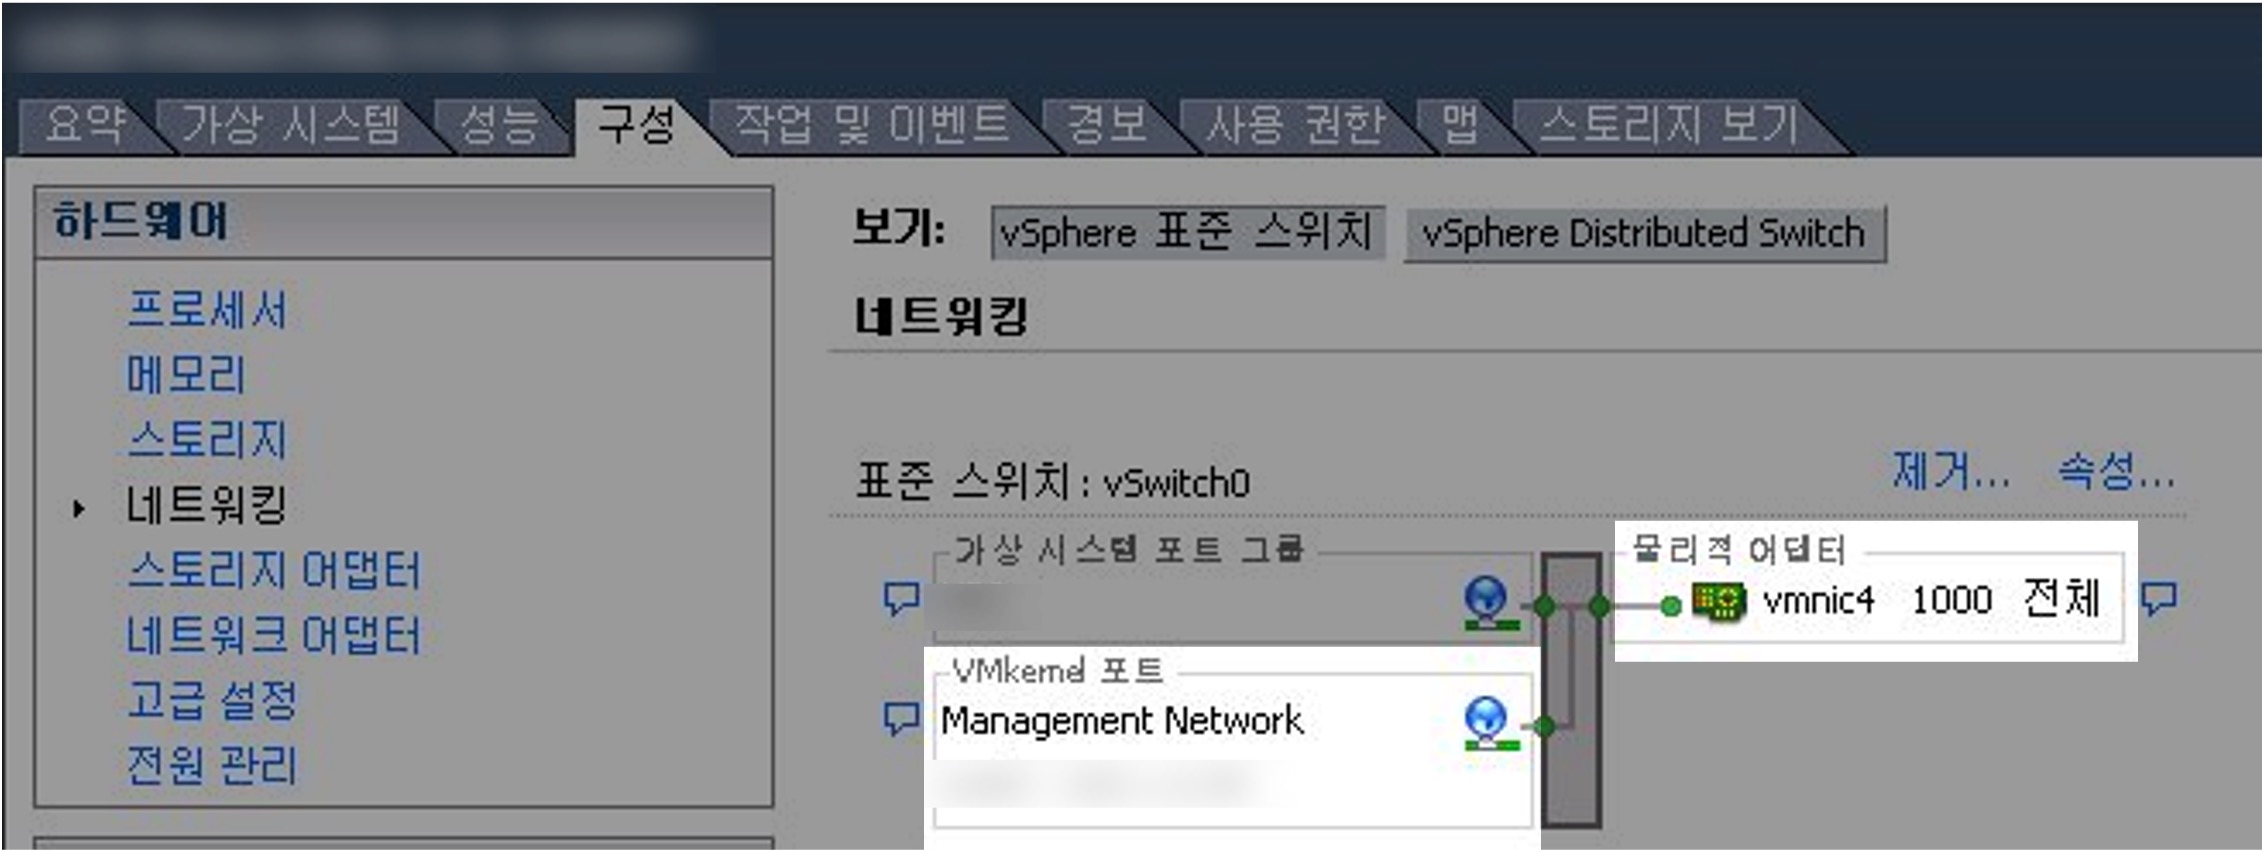 요약 가상 시스템 성능 구성 작업 및 이벤트 경보 사용 권한 맵 스토리지 보기
하드웨어
프로세서
메모리
스토리지
네트워킹
스토리지 어댑터
네트워크 어댑터
고급 설정
전원 관리
보기: vSphere 표준 스위치 vSphere Distributed Switch
네트워킹
표준 스위치 : vSwitch0 제거... 속성...
가상 시스템 포트 그룹
물리적 어댑터
vmnic4 1000 전체
VMkernel 포트
Management Network